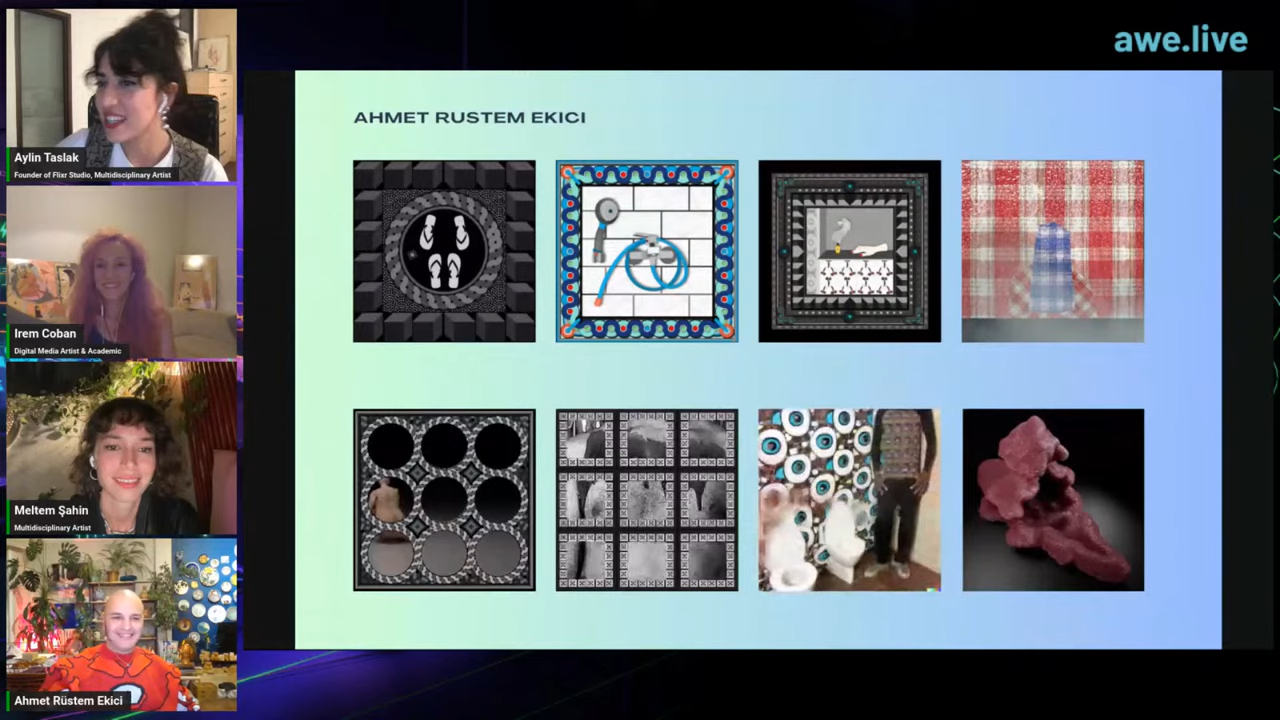 awe.live
AHMET RUSTEM EKICI
Aylin Taslak
Founder of Flixr Studio, Multidisciplinary Artist
Irem Coban
Digital Media Artist & Academic
Meltem Şahin
Multidisciplinary Artist
Ahmet Rüstem Ekici